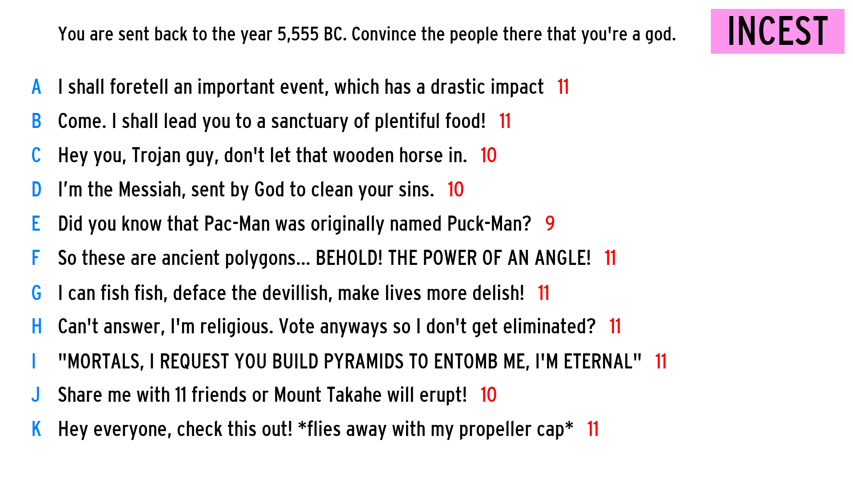 You are sent back to the year 5,555 BC. Convince the people there that you're a god.
INCEST
A I shall foretell an important event, which has a drastic impact 11
B Come. I shall lead you to a sanctuary of plentiful food! 11
C Hey you, Trojan guy, don't let that wooden horse in. 10
D I’m the Messiah, sent by God to clean your sins. 10
E Did you know that Pac-Man was originally named Puck-Man? 9
F So these are ancient polygons... BEHOLD! THE POWER OF AN ANGLE! 11
G I can fish fish, deface the devillish, make lives more delish! 11
H Can't answer, I'm religious. Vote anyways so I don't get eliminated? 11
I "MORTALS, I REQUEST YOU BUILD PYRAMIDS TO ENTOMB ME, I'M ETERNAL" 11
J Share me with 11 friends or Mount Takahe will erupt! 10
K Hey everyone, check this out! *flies away with my propeller cap* 11